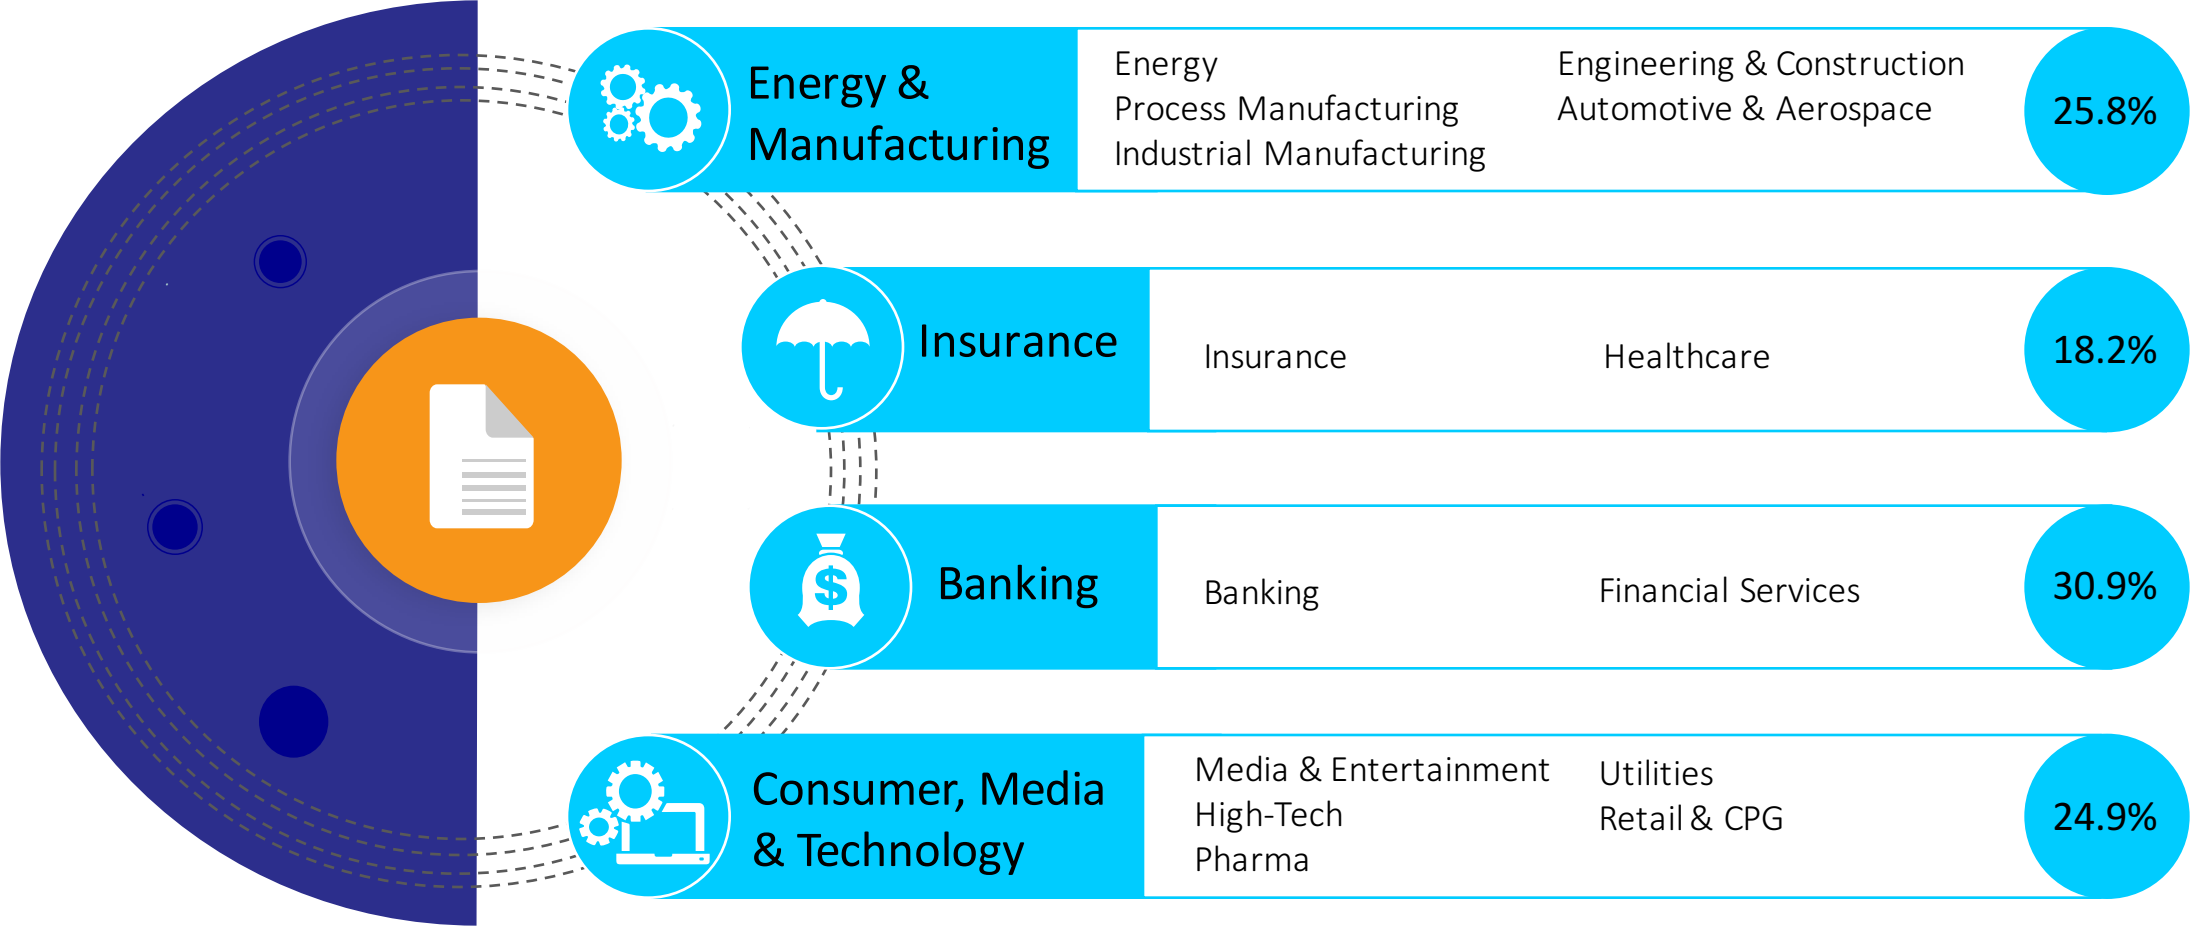 Energy &
Manufacturing
Energy
Process Manufacturing
Industrial Manufacturing
Engineering & Construction
Automotive & Aerospace
25.8%
Insurance
Insurance
Healthcare
18.2%
$
Banking
Banking
Financial Services
30.9%
Consumer, Media
& Technology
Media & Entertainment
High-Tech
Pharma
Utilities
Retail & CPG
24.9%